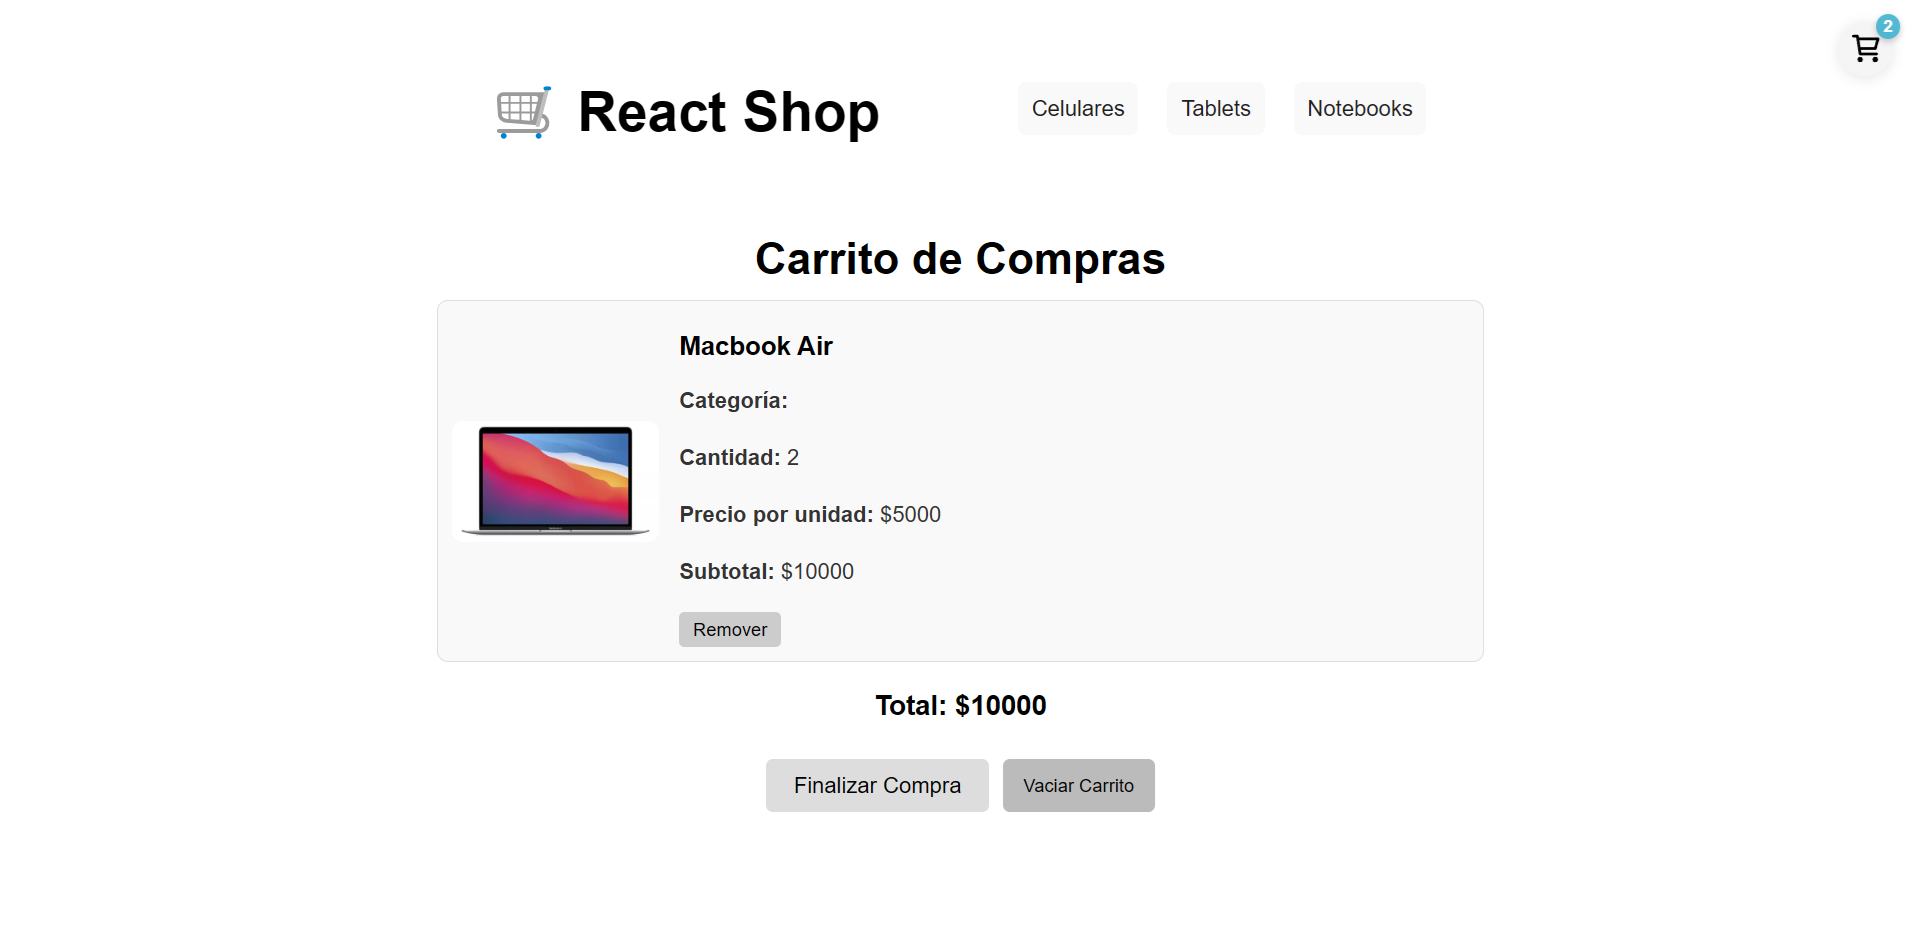 2
React Shop
Celulares
Tablets
Notebooks
Carrito de Compras
Macbook Air
Categoría:
Cantidad: 2
Precio por unidad: $5000
Subtotal: $10000
Remover
Total: $10000
Finalizar Compra
Vaciar Carrito